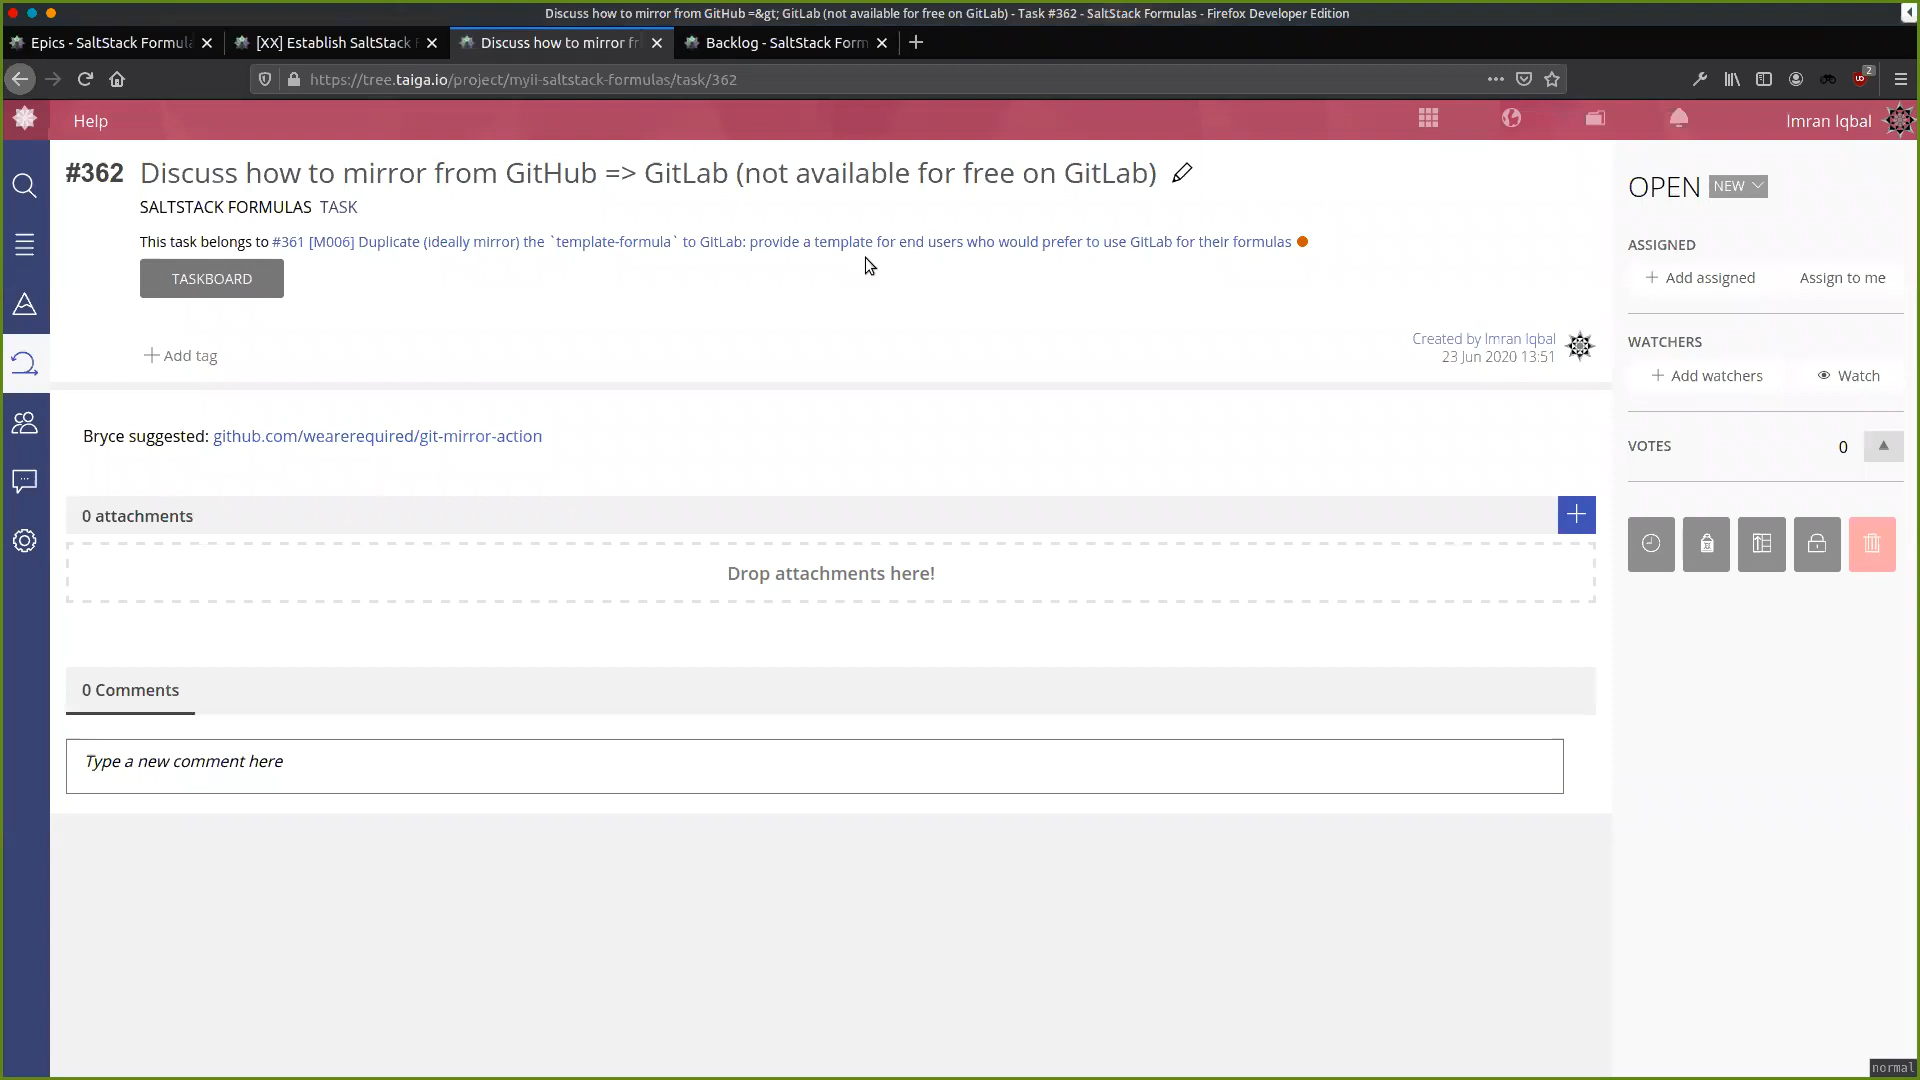 Discuss how to mirror from GitHub =&gt; GitLab (not available for free on GitLab) - Task #362 - SaltStack Formulas - Firefox Developer Edition
Epics - SaltStack Formula
[XX] Establish SaltStack F
Discuss how to mirror fr
Backlog - SaltStack Form
https://tree.taiga.io/project/myii-saltstack-formulas/task/362
2
Help
Imran Iqbal
#362 Discuss how to mirror from GitHub => GitLab (not available for free on GitLab)
SALTSTACK FORMULAS TASK
This task belongs to #361 [M006] Duplicate (ideally mirror) the `template-formula` to GitLab: provide a template for end users who would prefer to use GitLab for their formulas
TASKBOARD
Add tag
Created by Imran Iqbal
23 Jun 2020 13:51
Bryce suggested: github.com/wearerequired/git-mirror-action
0 attachments
Drop attachments here!
0 Comments
Type a new comment here
OPEN NEW
ASSIGNED
Add assigned Assign to me
WATCHERS
Add watchers Watch
VOTES 0
normal